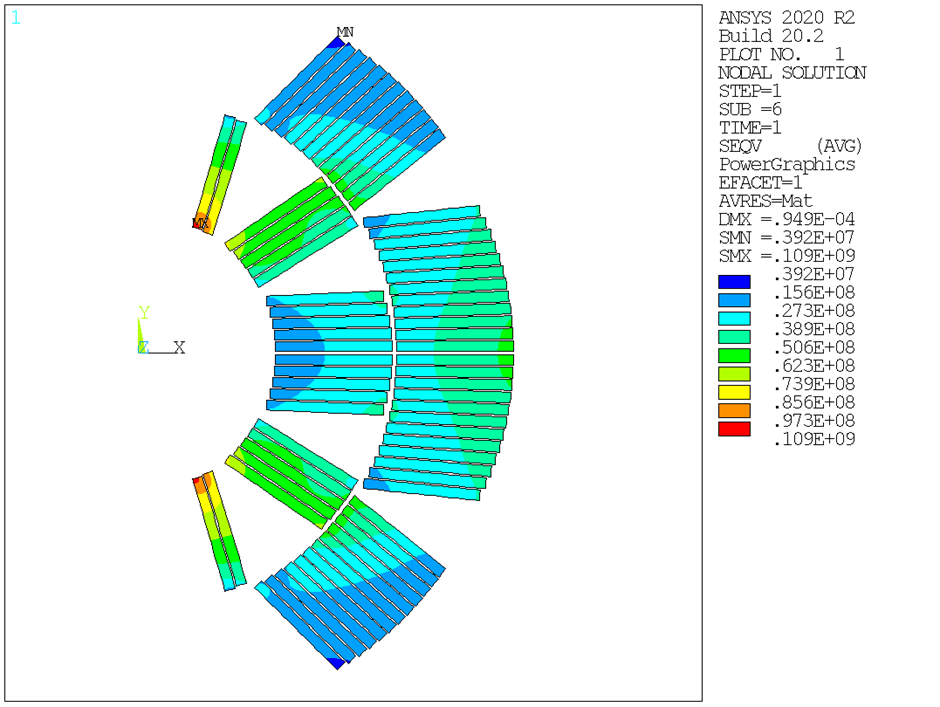 1
ANSYS 2020 R2
Build 20.2
PLOT NO. 1
NODAL SOLUTION
STEP=1
SUB =6
TIME=1
SEQV (AVG)
PowerGraphics
EFACET=1
AVRES=Mat
DMX =.949E-04
SMN =.392E+07
SMX =.109E+09
.392E+07
.156E+08
.273E+08
.389E+08
.506E+08
.623E+08
.739E+08
.856E+08
.973E+08
.109E+09
MN
MX
Y
Z X